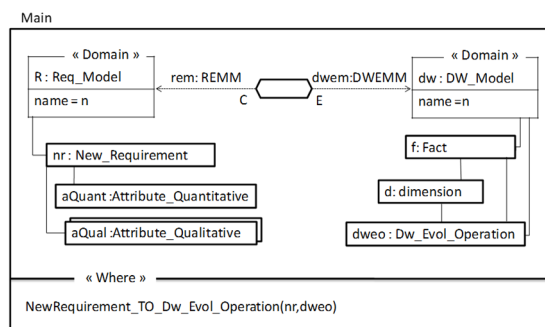 Main
« Domain »
R : Req_Model
name = n
rem: REMM
C
dwem:DWEMM
E
« Domain »
dw : DW_Model
name =n
nr : New_Requirement
aQuant :Attribute_Quantitative
aQual :Attribute_Qualitative
f: Fact
d: dimension
dweo : Dw_Evol_Operation
« Where »
NewRequirement_TO_Dw_Evol_Operation(nr,dweo)